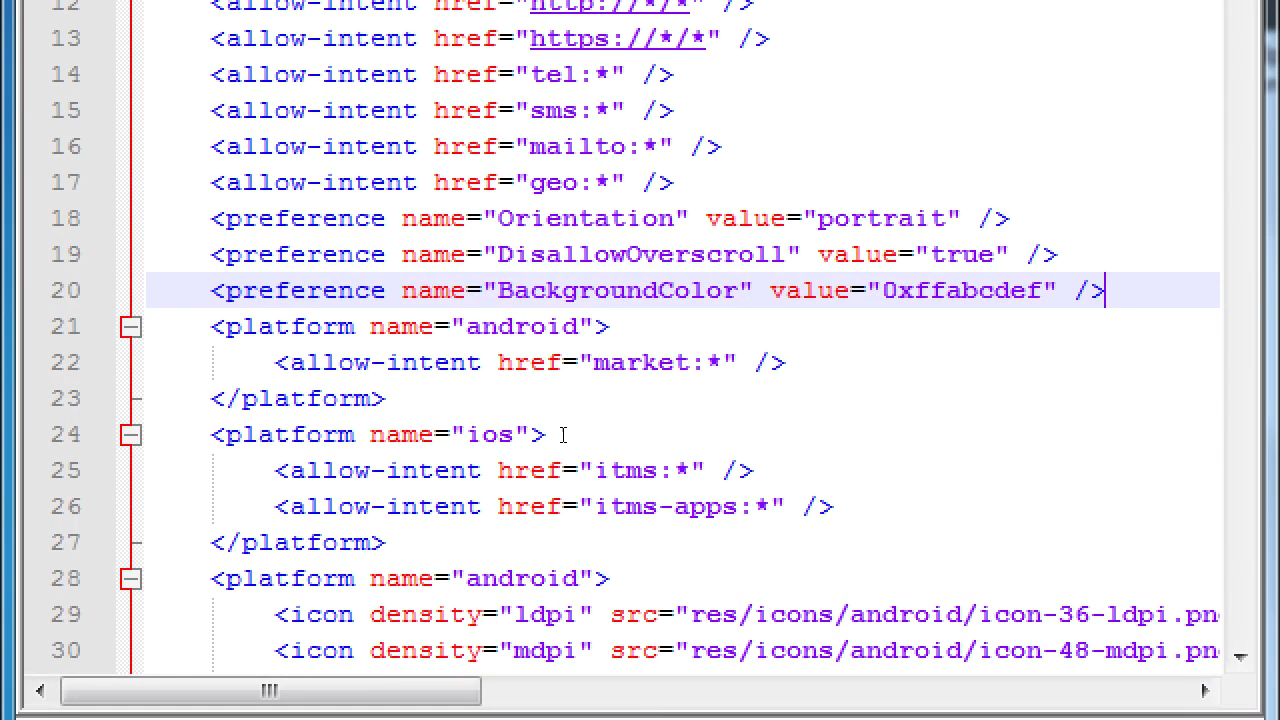 12 <allow-intent href="http://*/*" />
13 <allow-intent href="https://*/*" />
14 <allow-intent href="tel:*" />
15 <allow-intent href="sms:*" />
16 <allow-intent href="mailto:*" />
17 <allow-intent href="geo:*" />
18 <preference name="Orientation" value="portrait" />
19 <preference name="DisallowOverscroll" value="true" />
20 <preference name="BackgroundColor" value="0xffabcdef" />
21 <platform name="android">
22 <allow-intent href="market:*" />
23 </platform>
24 <platform name="ios">
25 <allow-intent href="itms:*" />
26 <allow-intent href="itms-apps:*" />
27 </platform>
28 <platform name="android">
29 <icon density="ldpi" src="res/icons/android/icon-36-ldpi.pn
30 <icon density="mdpi" src="res/icons/android/icon-48-mdpi.pn